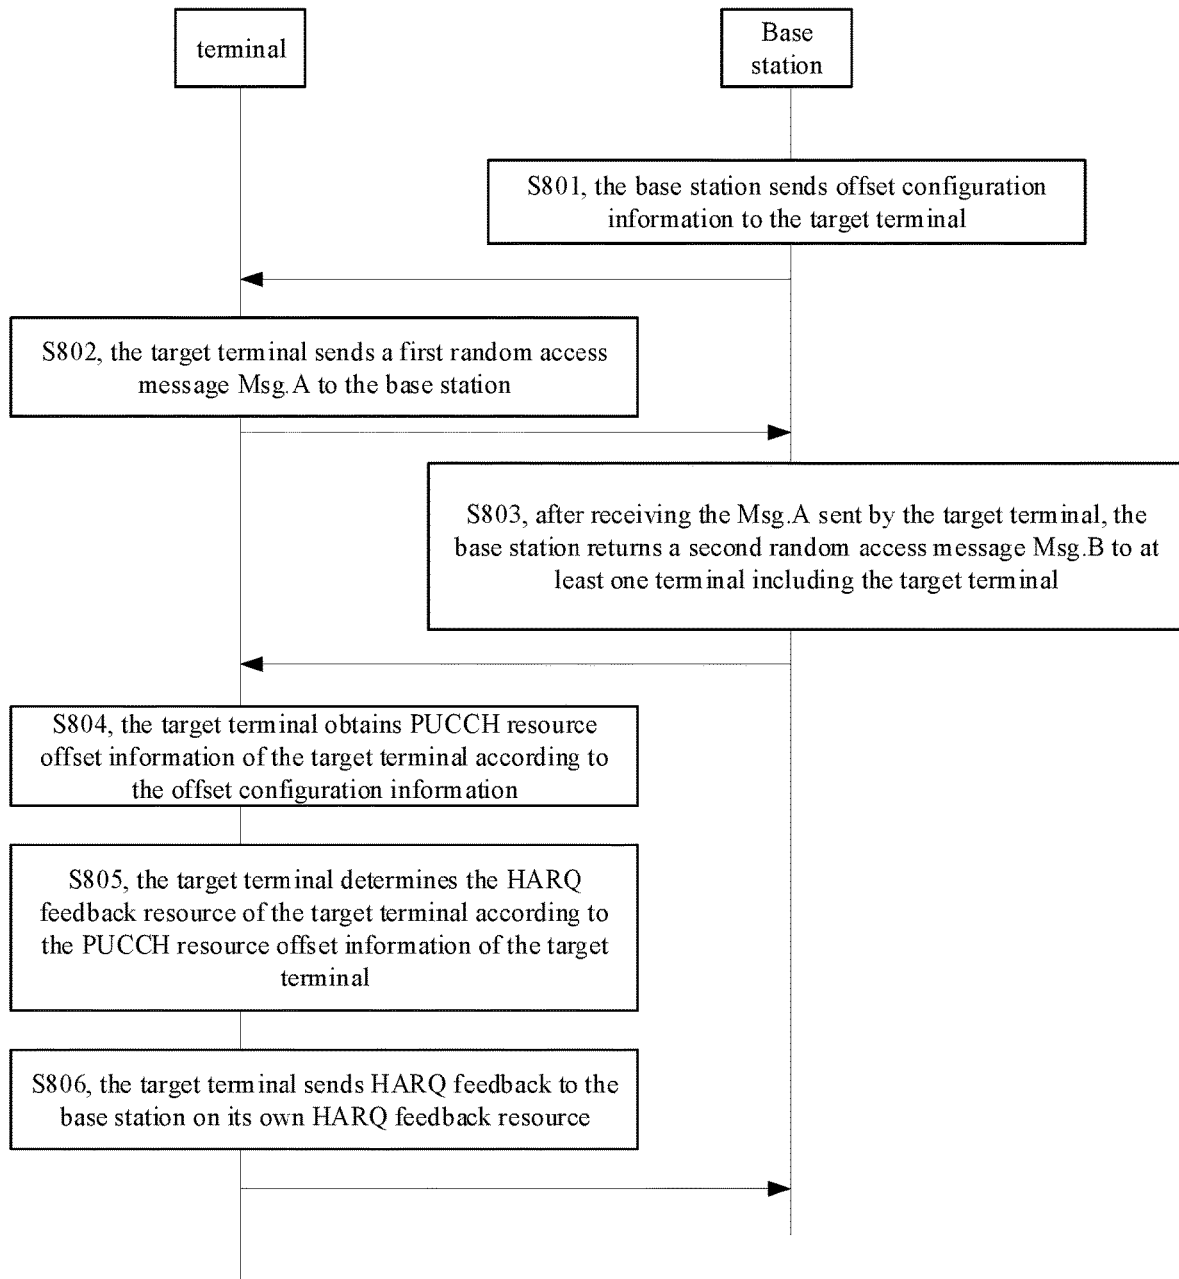 terminal
Base
station
S801, the base station sends offset configuration
information to the target terminal
S802, the target terminal sends a first random access
message Msg.A to the base station
S803, after receiving the Msg.A sent by the target terminal, the
base station returns a second random access message Msg.B to at
least one terminal including the target terminal
S804, the target terminal obtains PUCCH resource
offset information of the target terminal according to
the offset configuration information
S805, the target terminal determines the HARQ
feedback resource of the target terminal according to
the PUCCH resource offset information of the target
terminal
S806, the target terminal sends HARQ feedback to the
base station on its own HARQ feedback resource